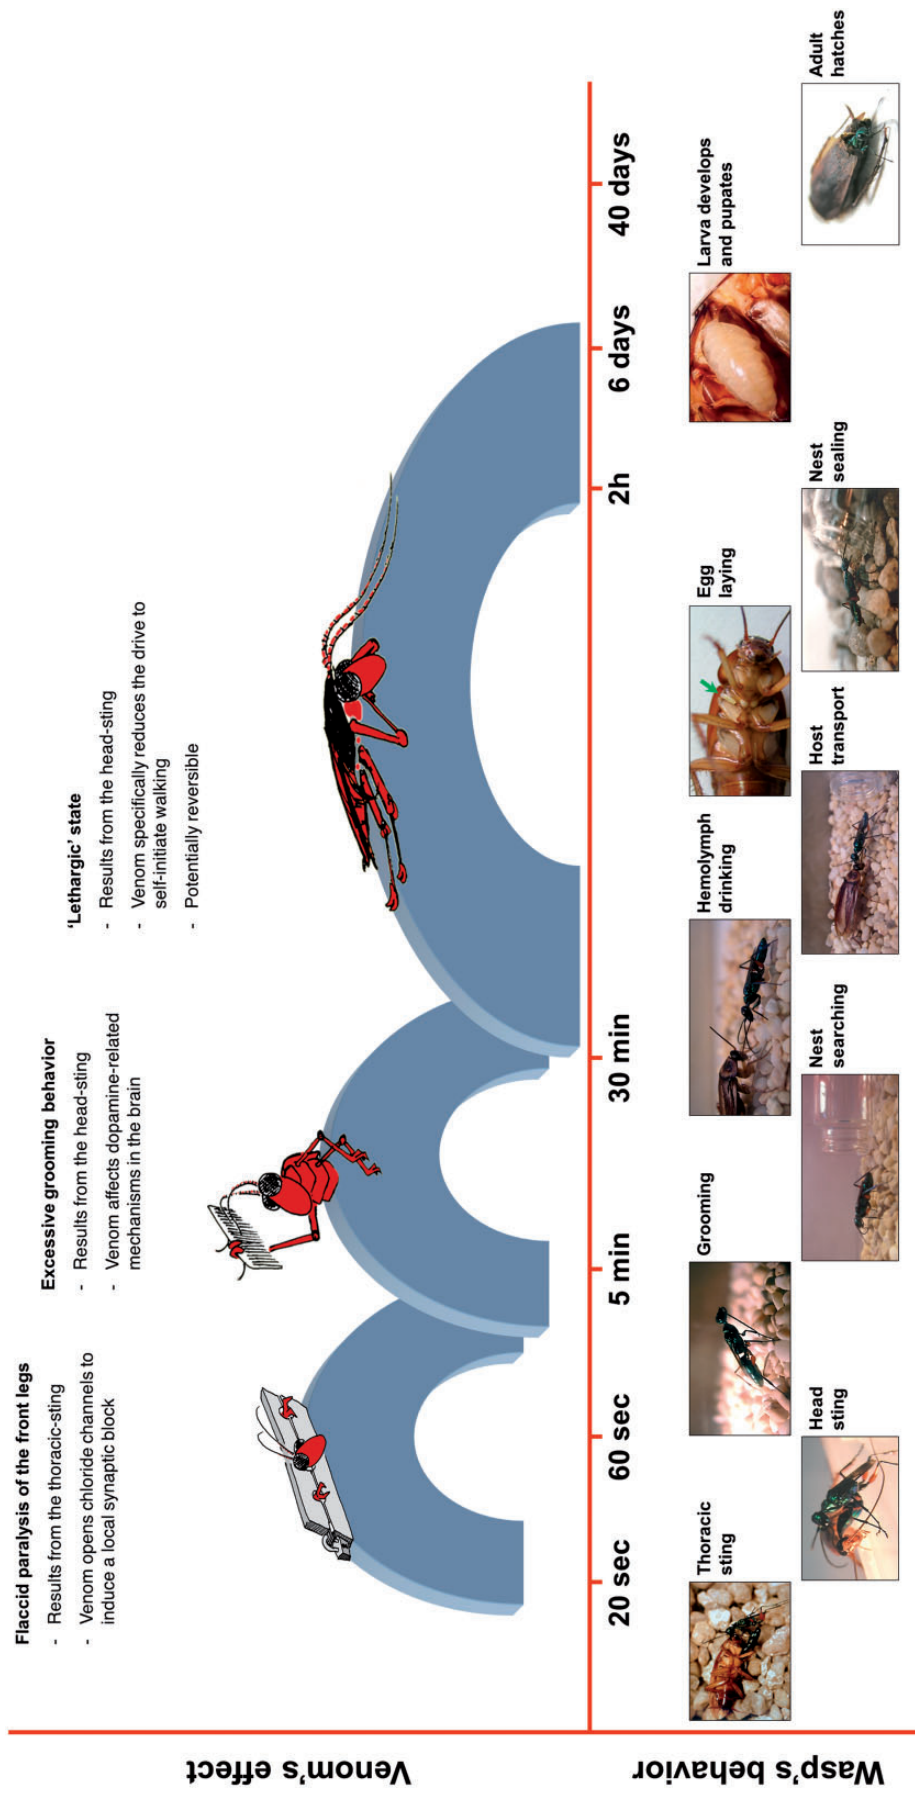 Venom's effect
Flaccid paralysis of the front legs
- Results from the thoracic-sting
- Venom opens chloride channels to
induce a local synaptic block
Excessive grooming behavior
- Results from the head-sting
- Venom affects dopamine-related
mechanisms in the brain
'Lethargic' state
- Results from the head-sting
- Venom specifically reduces the drive to
self-initiate walking
- Potentially reversible
20 sec
60 sec
5 min
30 min
2h
6 days
40 days
Wasp's behavior
Thoracic
sting
Head
sting
Grooming
Nest
searching
Hemolymph
drinking
Host
transport
Egg
laying
Nest
sealing
Larva develops
and pupates
Adult
hatches